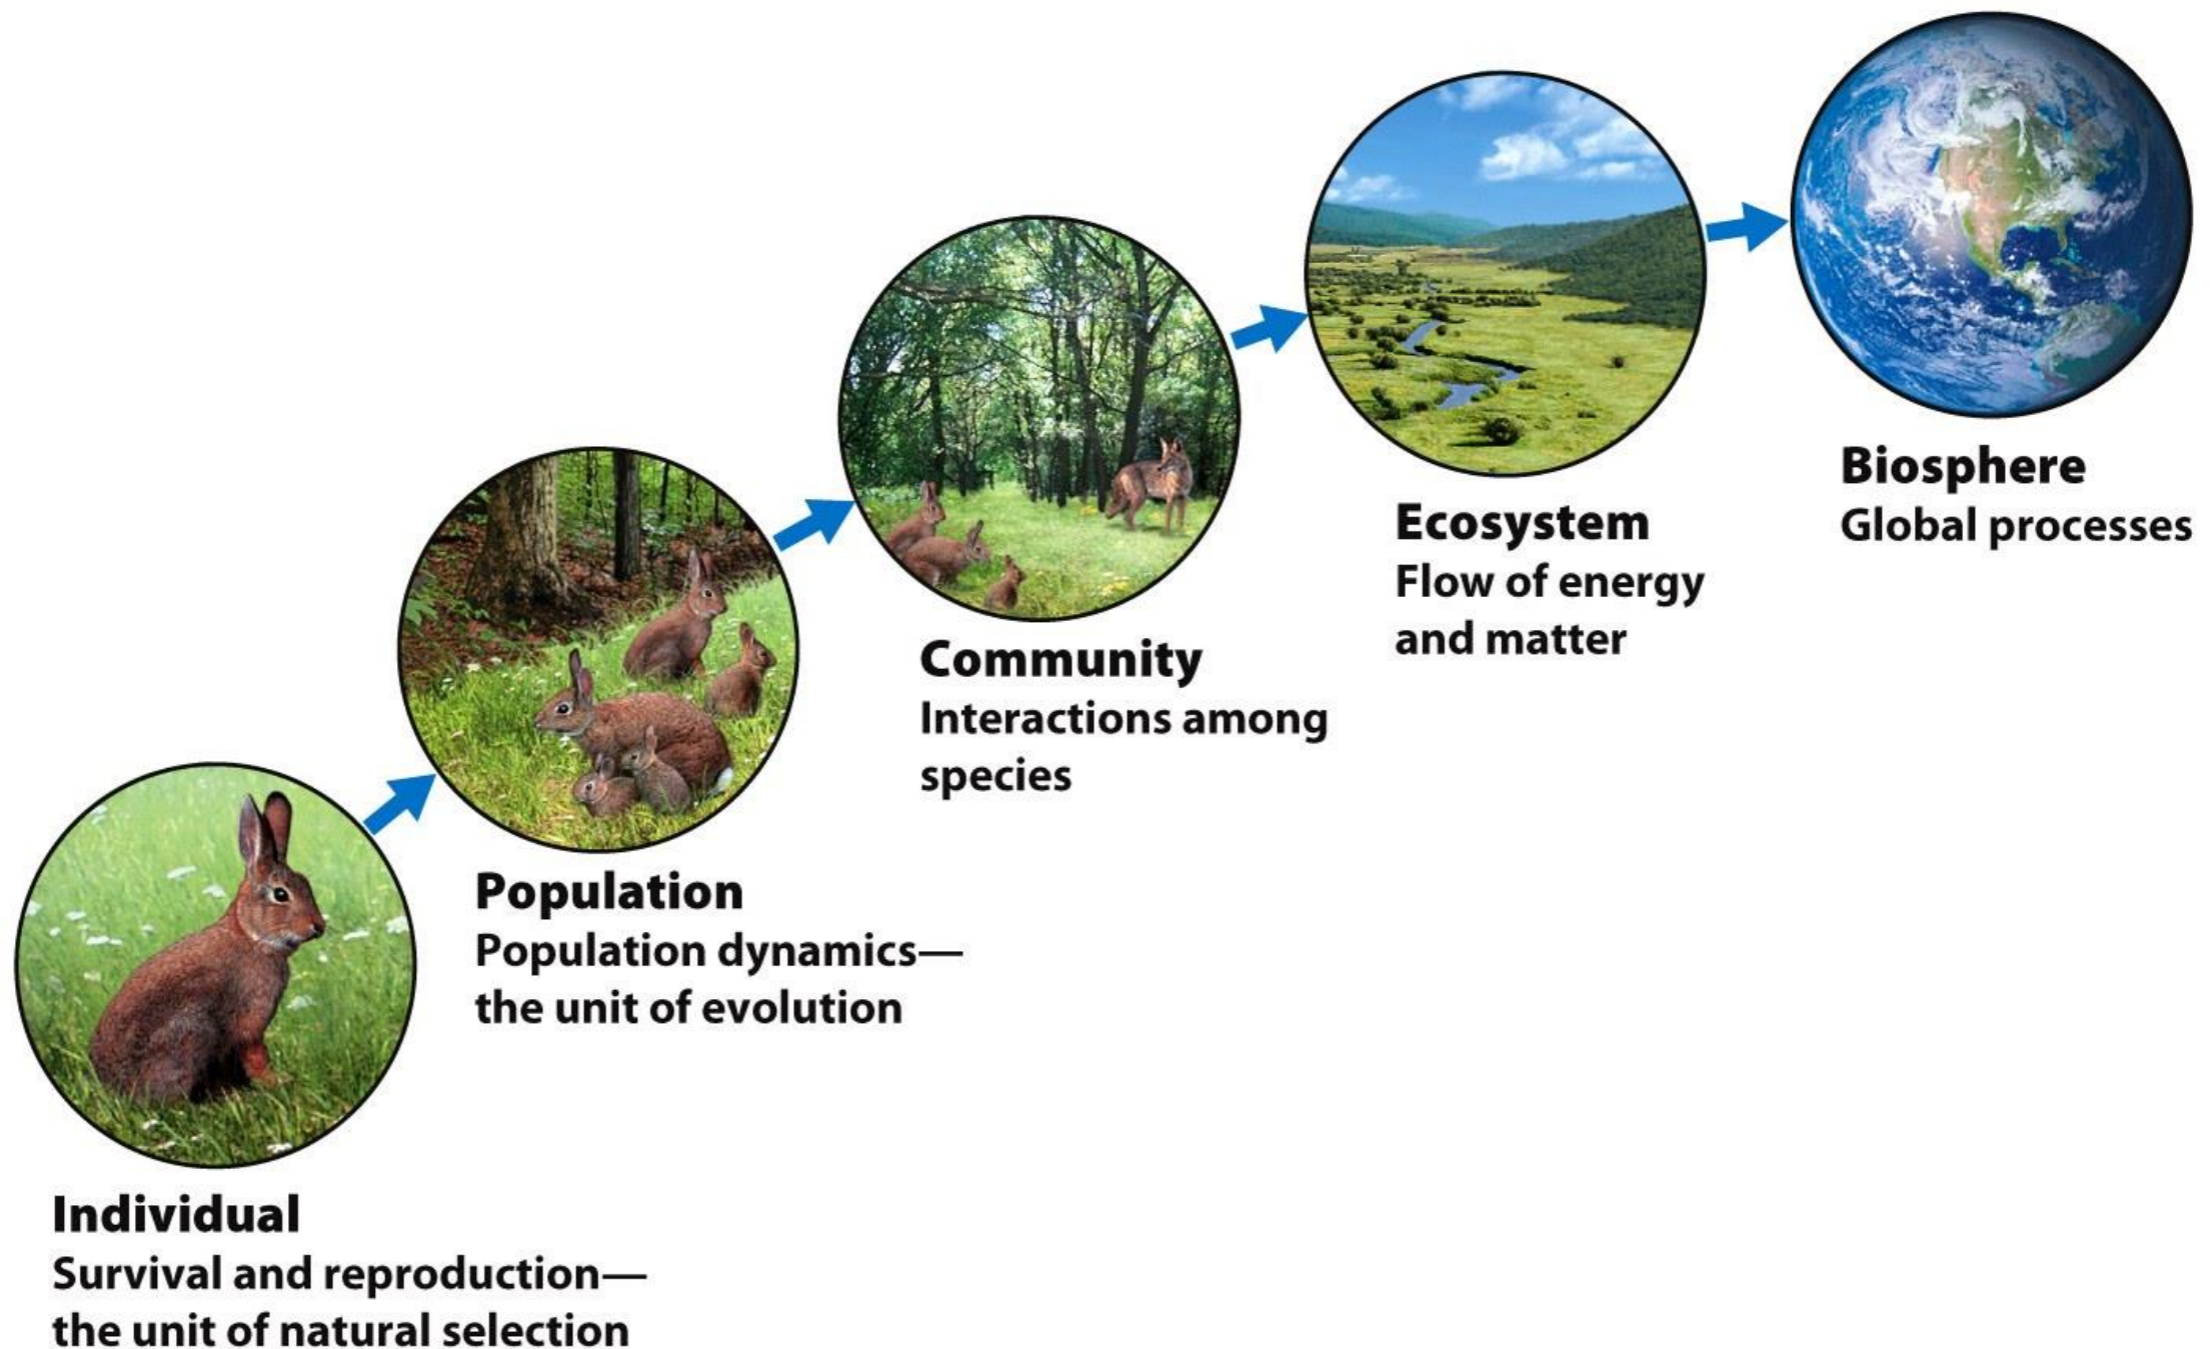 Individual
Survival and reproduction—
the unit of natural selection
Population
Population dynamics—
the unit of evolution
Community
Interactions among
species
Ecosystem
Flow of energy
and matter
Biosphere
Global processes